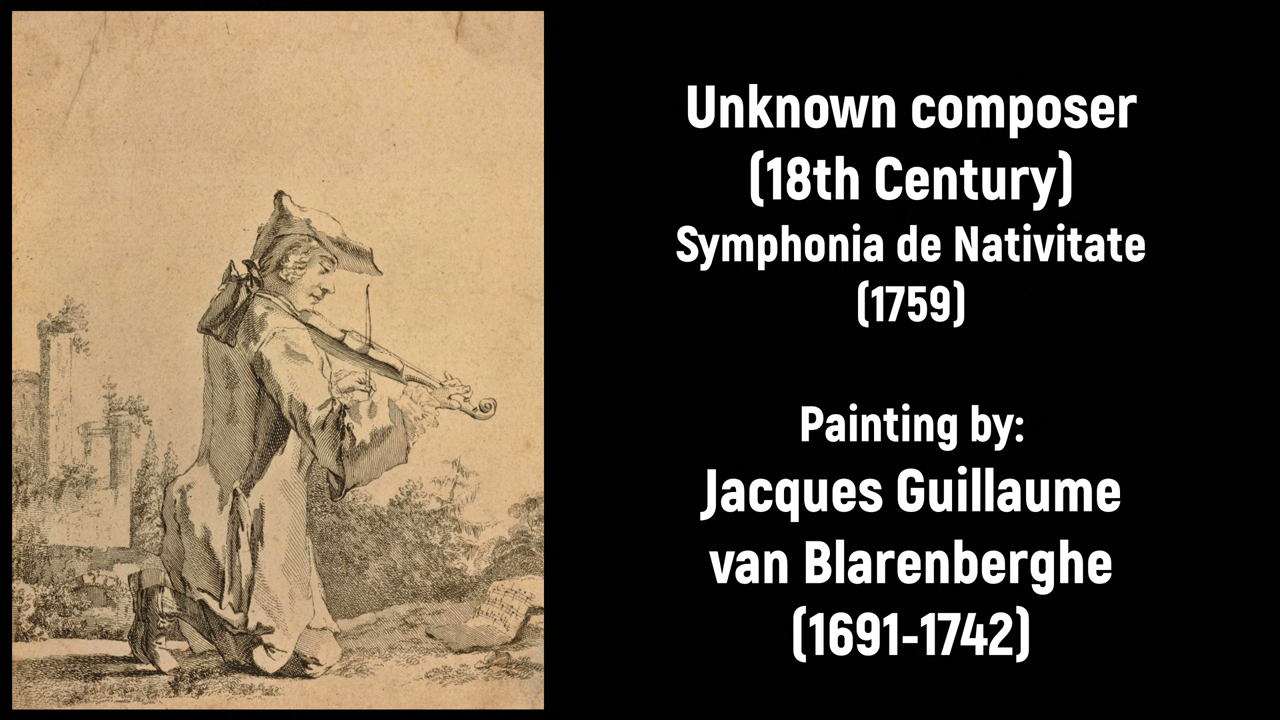 Unknown composer
(18th Century)
Symphonia de Nativitate
(1759)
Painting by:
Jacques Guillaume
van Blarenberghe
(1691-1742)